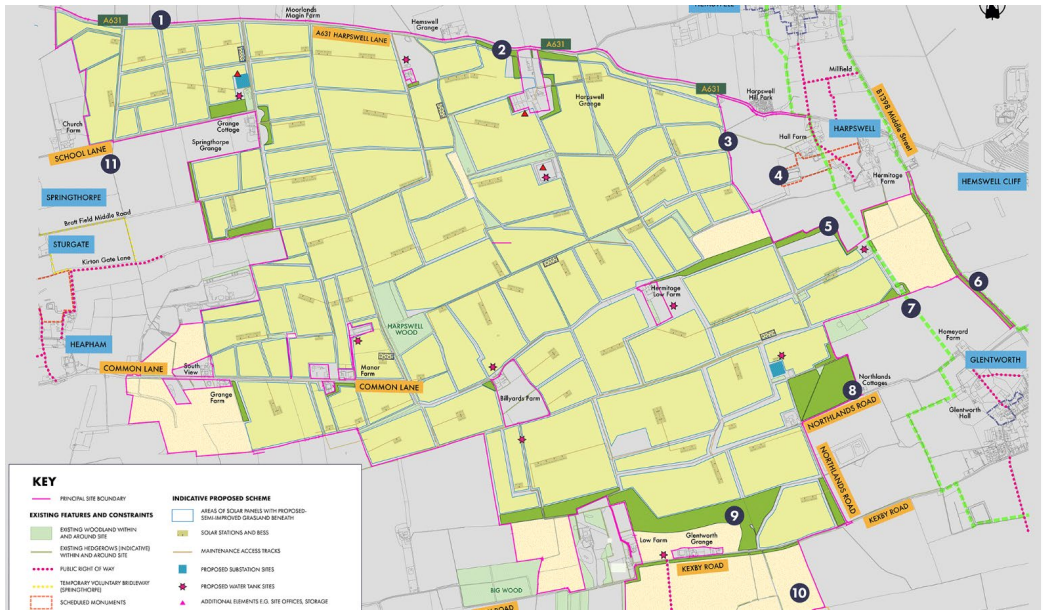 Moorlands
Magin Farm
Hemswell
Grange
1
A631
A631 HARPSWELL LANE
2
A631
A631
Millfield
Harpswell
Hill Park
B1398 Middle Street
Harpswell
Grange
Church
Farm
Grange
Cottage
Springthorpe
Grange
SCHOOL LANE
11
3
Hall Farm
HARPSWELL
4
Hermitage
Farm
HEMSWELL CLIFF
SPRINGTHORPE
Bratt Field Middle Road
STURGATE
Kirton Gate Lane
5
6
7
Hermitage
Low Farm
HARPSWELL
WOOD
HEAPHAM
COMMON LANE
South
View
Grange
Farm
Manor
Farm
COMMON LANE
Billyards Farm
Homeyard
Farm
GLENTWORTH
Northlands
Cottages
8
Glentworth
Hall
NORTHLANDS ROAD
NORTHLANDS ROAD
KEXBY ROAD
9
Low Farm
Glentworth
Grange
KEXBY ROAD
BIG WOOD
10
ROAD
KEY
PRINCIPAL SITE BOUNDARY
EXISTING FEATURES AND CONSTRAINTS
EXISTING WOODLAND WITHIN
AND AROUND SITE
EXISTING HEDGEROWS (INDICATIVE)
WITHIN AND AROUND SITE
PUBLIC RIGHT OF WAY
TEMPORARY VOLUNTARY BRIDLEWAY
(SPRINGTHORPE)
SCHEDULED MONUMENTS
INDICATIVE PROPOSED SCHEME
AREAS OF SOLAR PANELS WITH PROPOSED-
SEMI-IMPROVED GRASLAND BENEATH
SOLAR STATIONS AND BESS
MAINTENANCE ACCESS TRACKS
PROPOSED SUBSTATION SITES
PROPOSED WATER TANK SITES
ADDITIONAL ELEMENTS E.G. SITE OFFICES, STORAGE